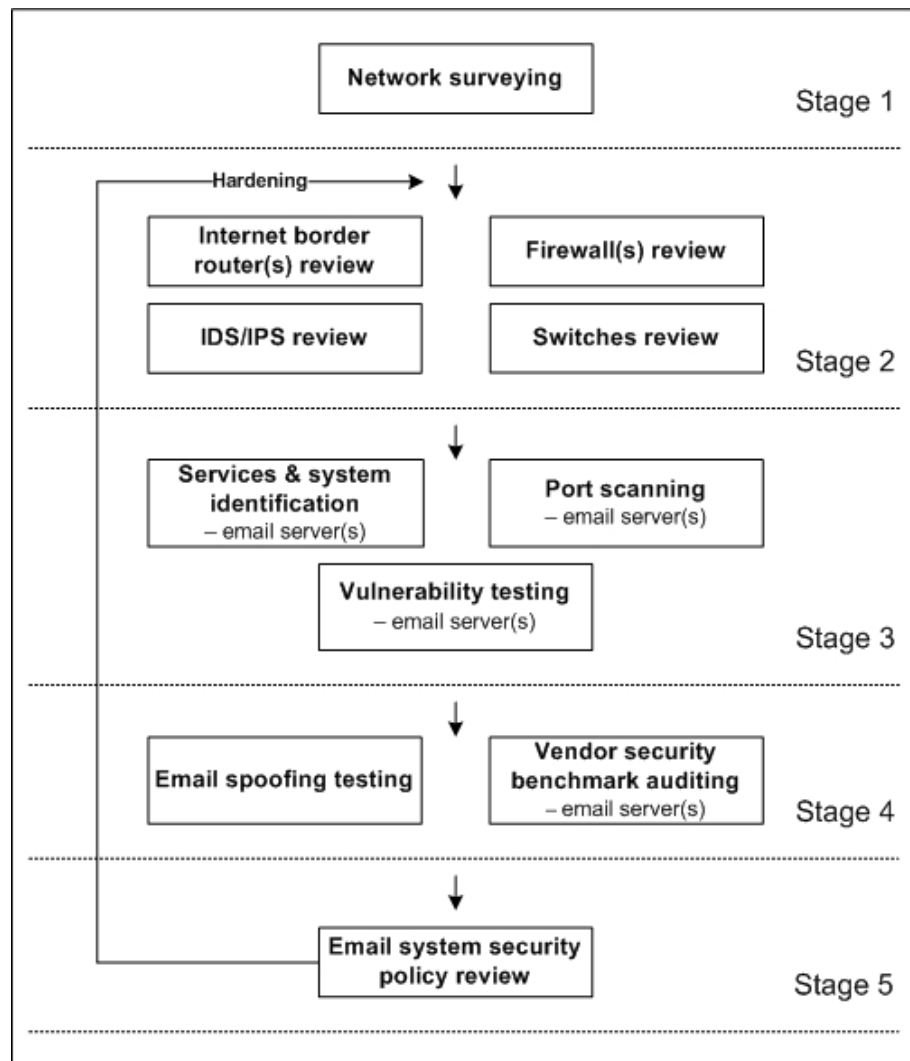 Network surveying
Stage 1
Hardening
Internet border
router(s) review
Firewall(s) review
IDS/IPS review
Switches review
Stage 2
Services & system
identification
– email server(s)
Port scanning
– email server(s)
Vulnerability testing
– email server(s)
Stage 3
Email spoofing testing
Vendor security
benchmark auditing
– email server(s)
Stage 4
Email system security
policy review
Stage 5